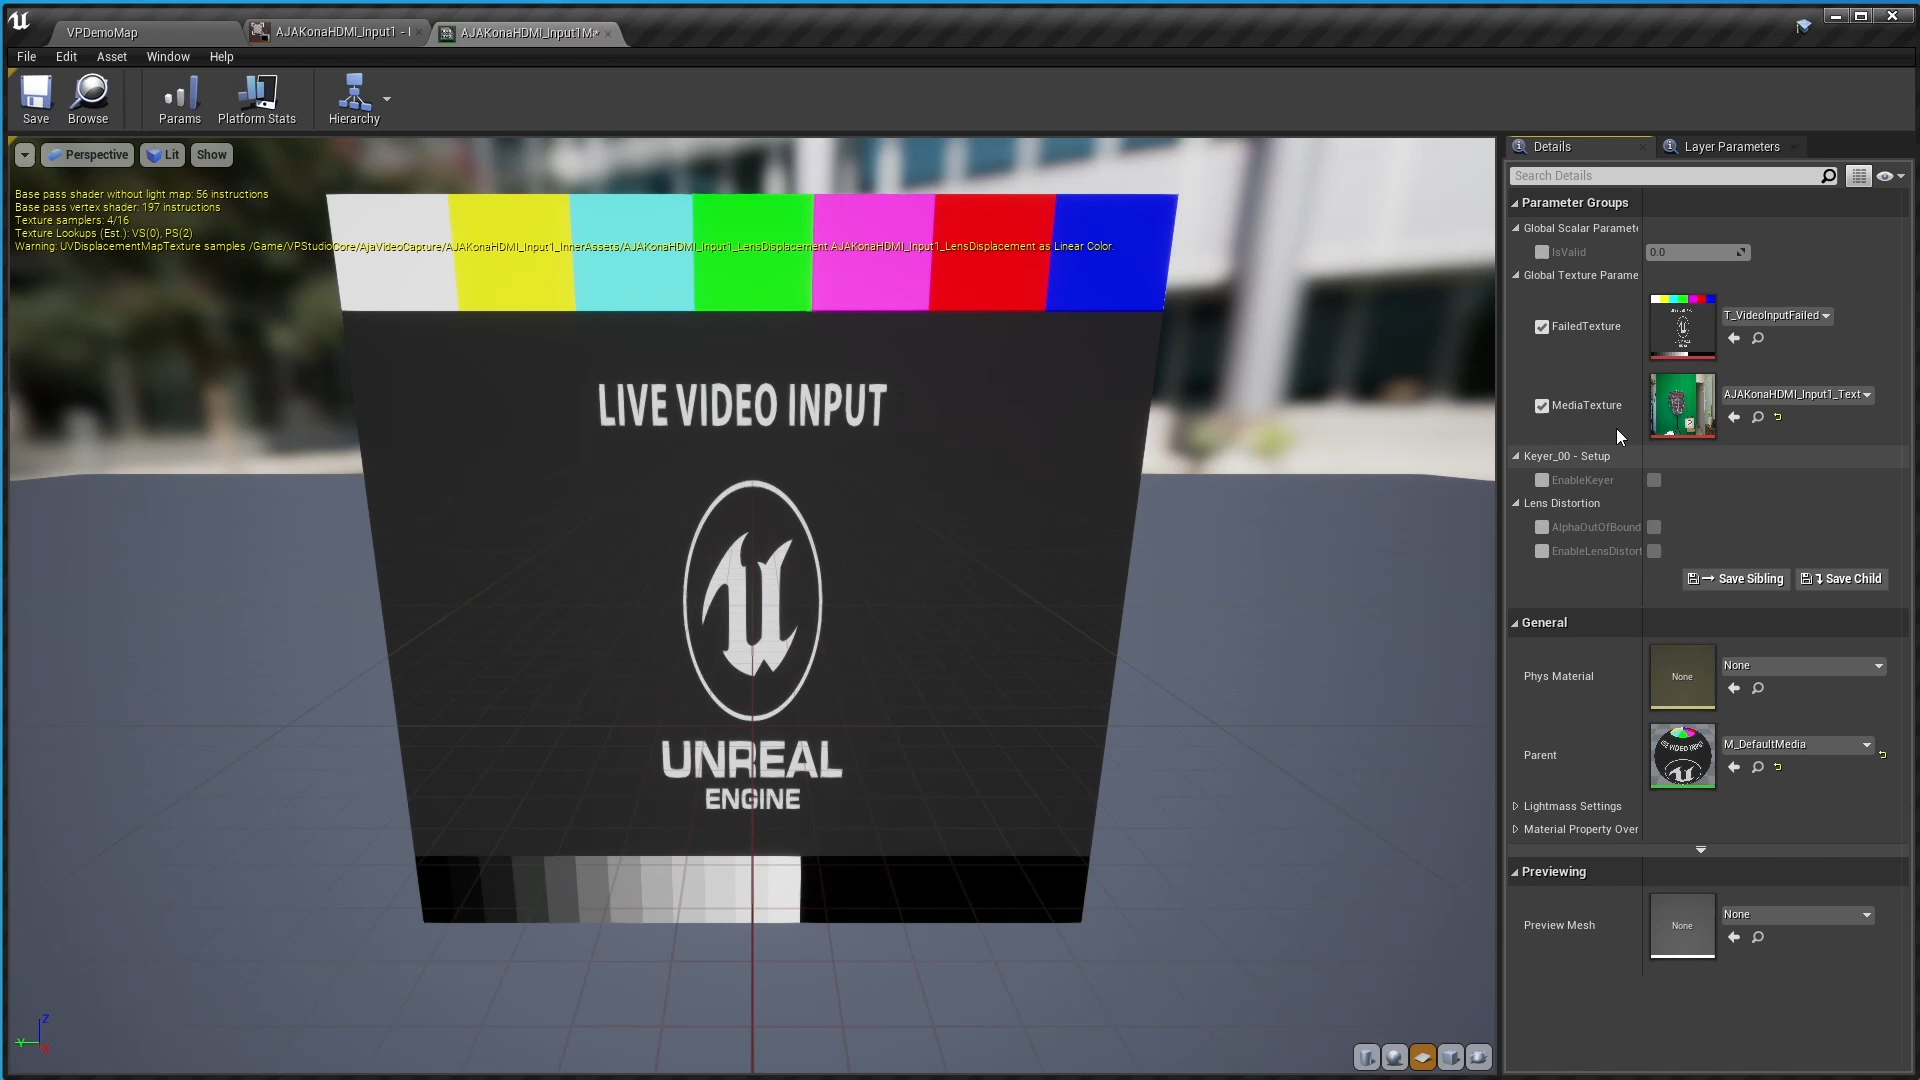 VPDemoMap
AJAKonaHDMI_Input1 - I
AJAKonaHDMI_Input1Mi*
File
Edit
Asset
Window
Help
Save
Browse
Params
Platform Stats
Hierarchy
Perspective
Lit
Show
Base pass shader without light map: 56 instructions
Base pass vertex shader: 197 instructions
Texture samplers: 4/16
Texture Lookups (Est.): VS(0), PS(2)
Warning: UVDisplacementMapTexture samples /Game/VPStudioCore/AjaVideoCapture/AJAKonaHDMI_Input1_InnerAssets/AJAKonaHDMI_Input1_LensDisplacement.AJAKonaHDMI_Input1_LensDisplacement as Linear Color.
LIVE VIDEO INPUT
UNREAL
ENGINE
Z
Y
X
Details
Layer Parameters
Search Details
Parameter Groups
Global Scalar Paramete
IsValid
0.0
Global Texture Parame
FailedTexture
T_VideoInputFailed
MediaTexture
AJAKonaHDMI_Input1_Text
Keyer_00 - Setup
EnableKeyer
Lens Distortion
AlphaOutOfBound
EnableLensDistort
Save Sibling
Save Child
General
Phys Material
None
None
Parent
LIVE VIDEO INPUT
M_DefaultMedia
Lightmass Settings
Material Property Over
Previewing
Preview Mesh
None
None